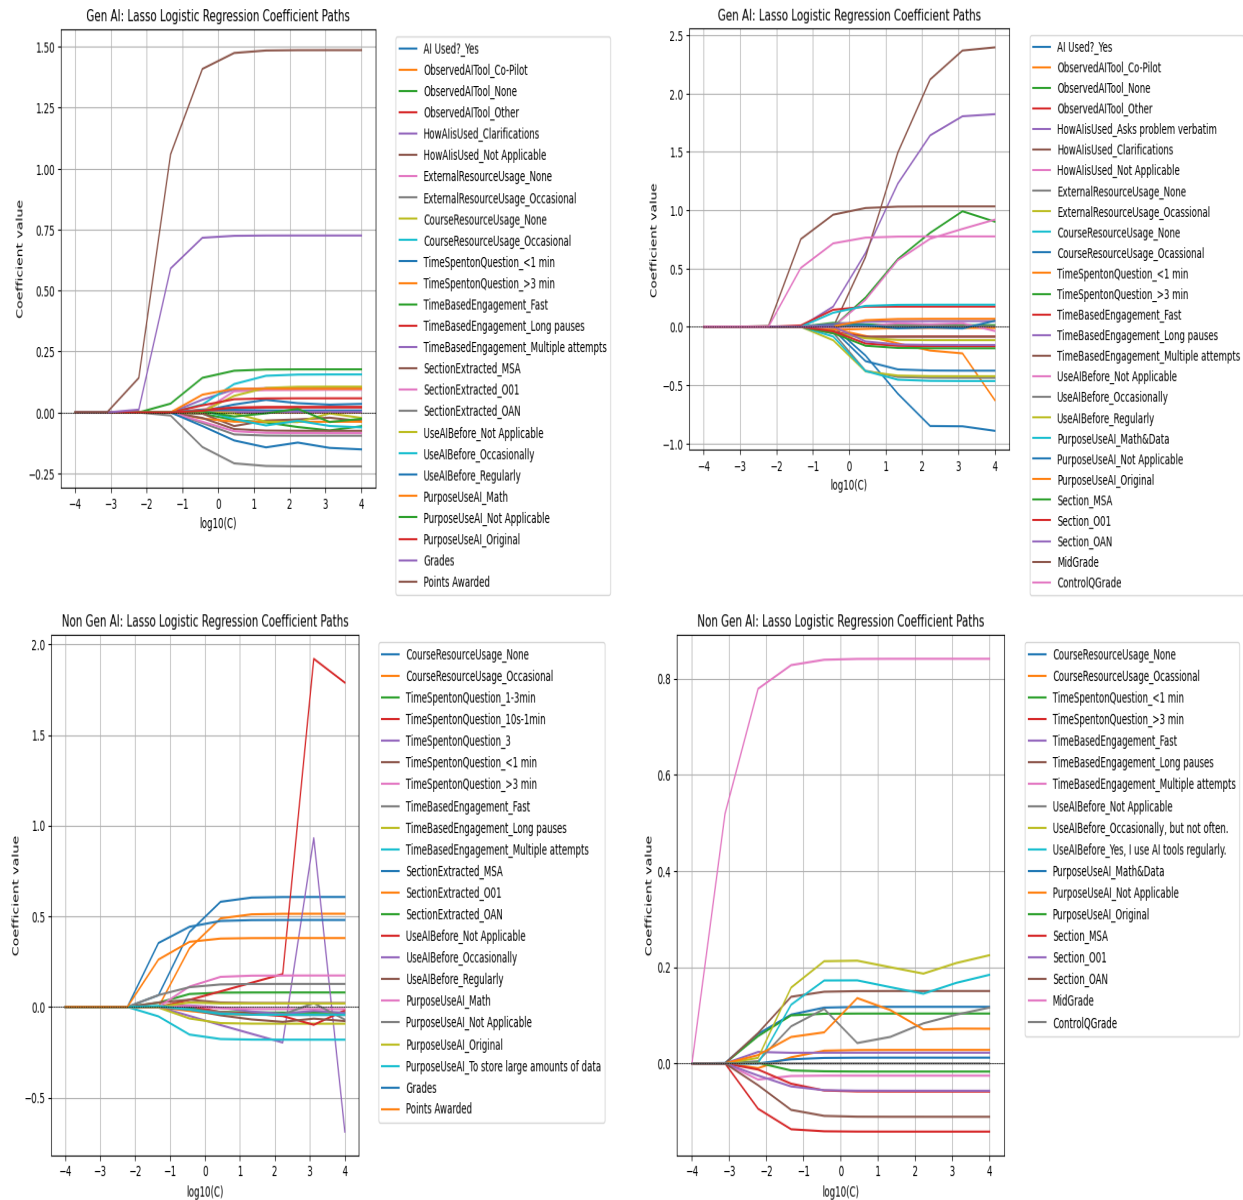 Gen AI: Lasso Logistic Regression Coefficient Paths
1.50
1.25
1.00
0.75
0.50
0.25
0.00
−0.25
Coefficient value
−4 −3 −2 −1 0 1 2 3 4
log10(C)
AI Used?_Yes
ObservedAITool_Co-Pilot
ObservedAITool_None
ObservedAITool_Other
HowAIisUsed_Clarifications
HowAIisUsed_Not Applicable
ExternalResourceUsage_None
ExternalResourceUsage_Occasional
CourseResourceUsage_None
CourseResourceUsage_Occasional
TimeSpentonQuestion_<1 min
TimeSpentonQuestion_>3 min
TimeBasedEngagement_Fast
TimeBasedEngagement_Long pauses
TimeBasedEngagement_Multiple attempts
SectionExtracted_MSA
SectionExtracted_O01
SectionExtracted_OAN
UseAIBefore_Not Applicable
UseAIBefore_Occasionally
UseAIBefore_Regularly
PurposeUseAI_Math
PurposeUseAI_Not Applicable
PurposeUseAI_Original
Grades
Points Awarded
Gen AI: Lasso Logistic Regression Coefficient Paths
2.5
2.0
1.5
1.0
0.5
0.0
−0.5
−1.0
Coefficient value
−4 −3 −2 −1 0 1 2 3 4
log10(C)
AI Used?_Yes
ObservedAITool_Co-Pilot
ObservedAITool_None
ObservedAITool_Other
HowAIisUsed_Asks problem verbatim
HowAIisUsed_Clarifications
HowAIisUsed_Not Applicable
ExternalResourceUsage_None
ExternalResourceUsage_Ocassional
CourseResourceUsage_None
CourseResourceUsage_Ocassional
TimeSpentonQuestion_<1 min
TimeSpentonQuestion_>3 min
TimeBasedEngagement_Fast
TimeBasedEngagement_Long pauses
TimeBasedEngagement_Multiple attempts
UseAIBefore_Not Applicable
UseAIBefore_Occasionally
UseAIBefore_Regularly
PurposeUseAI_Math&Data
PurposeUseAI_Not Applicable
PurposeUseAI_Original
Section_MSA
Section_O01
Section_OAN
MidGrade
ControlQGrade
Non Gen AI: Lasso Logistic Regression Coefficient Paths
2.0
1.5
1.0
0.5
0.0
−0.5
Coefficient value
−4 −3 −2 −1 0 1 2 3 4
log10(C)
CourseResourceUsage_None
CourseResourceUsage_Occasional
TimeSpentonQuestion_1-3min
TimeSpentonQuestion_10s-1min
TimeSpentonQuestion_3
TimeSpentonQuestion_<1 min
TimeSpentonQuestion_>3 min
TimeBasedEngagement_Fast
TimeBasedEngagement_Long pauses
TimeBasedEngagement_Multiple attempts
SectionExtracted_MSA
SectionExtracted_O01
SectionExtracted_OAN
UseAIBefore_Not Applicable
UseAIBefore_Occasionally
UseAIBefore_Regularly
PurposeUseAI_Math
PurposeUseAI_Not Applicable
PurposeUseAI_Original
PurposeUseAI_To store large amounts of data
Grades
Points Awarded
Non Gen AI: Lasso Logistic Regression Coefficient Paths
0.8
0.6
0.4
0.2
0.0
Coefficient value
−4 −3 −2 −1 0 1 2 3 4
log10(C)
CourseResourceUsage_None
CourseResourceUsage_Ocassional
TimeSpentonQuestion_<1 min
TimeSpentonQuestion_>3 min
TimeBasedEngagement_Fast
TimeBasedEngagement_Long pauses
TimeBasedEngagement_Multiple attempts
UseAIBefore_Not Applicable
UseAIBefore_Occasionally, but not often.
UseAIBefore_Yes, I use AI tools regularly.
PurposeUseAI_Math&Data
PurposeUseAI_Not Applicable
PurposeUseAI_Original
Section_MSA
Section_O01
Section_OAN
MidGrade
ControlQGrade